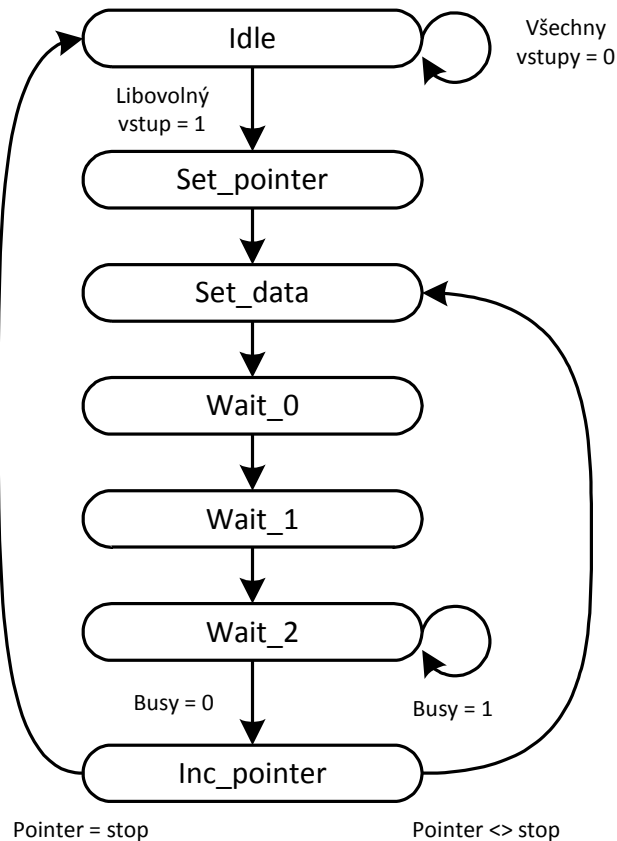 Idle
Všechny
vstupy = 0
Libovolný
vstup = 1
Set_pointer
Set_data
Wait_0
Wait_1
Wait_2
Busy = 0
Busy = 1
Inc_pointer
Pointer = stop
Pointer <> stop